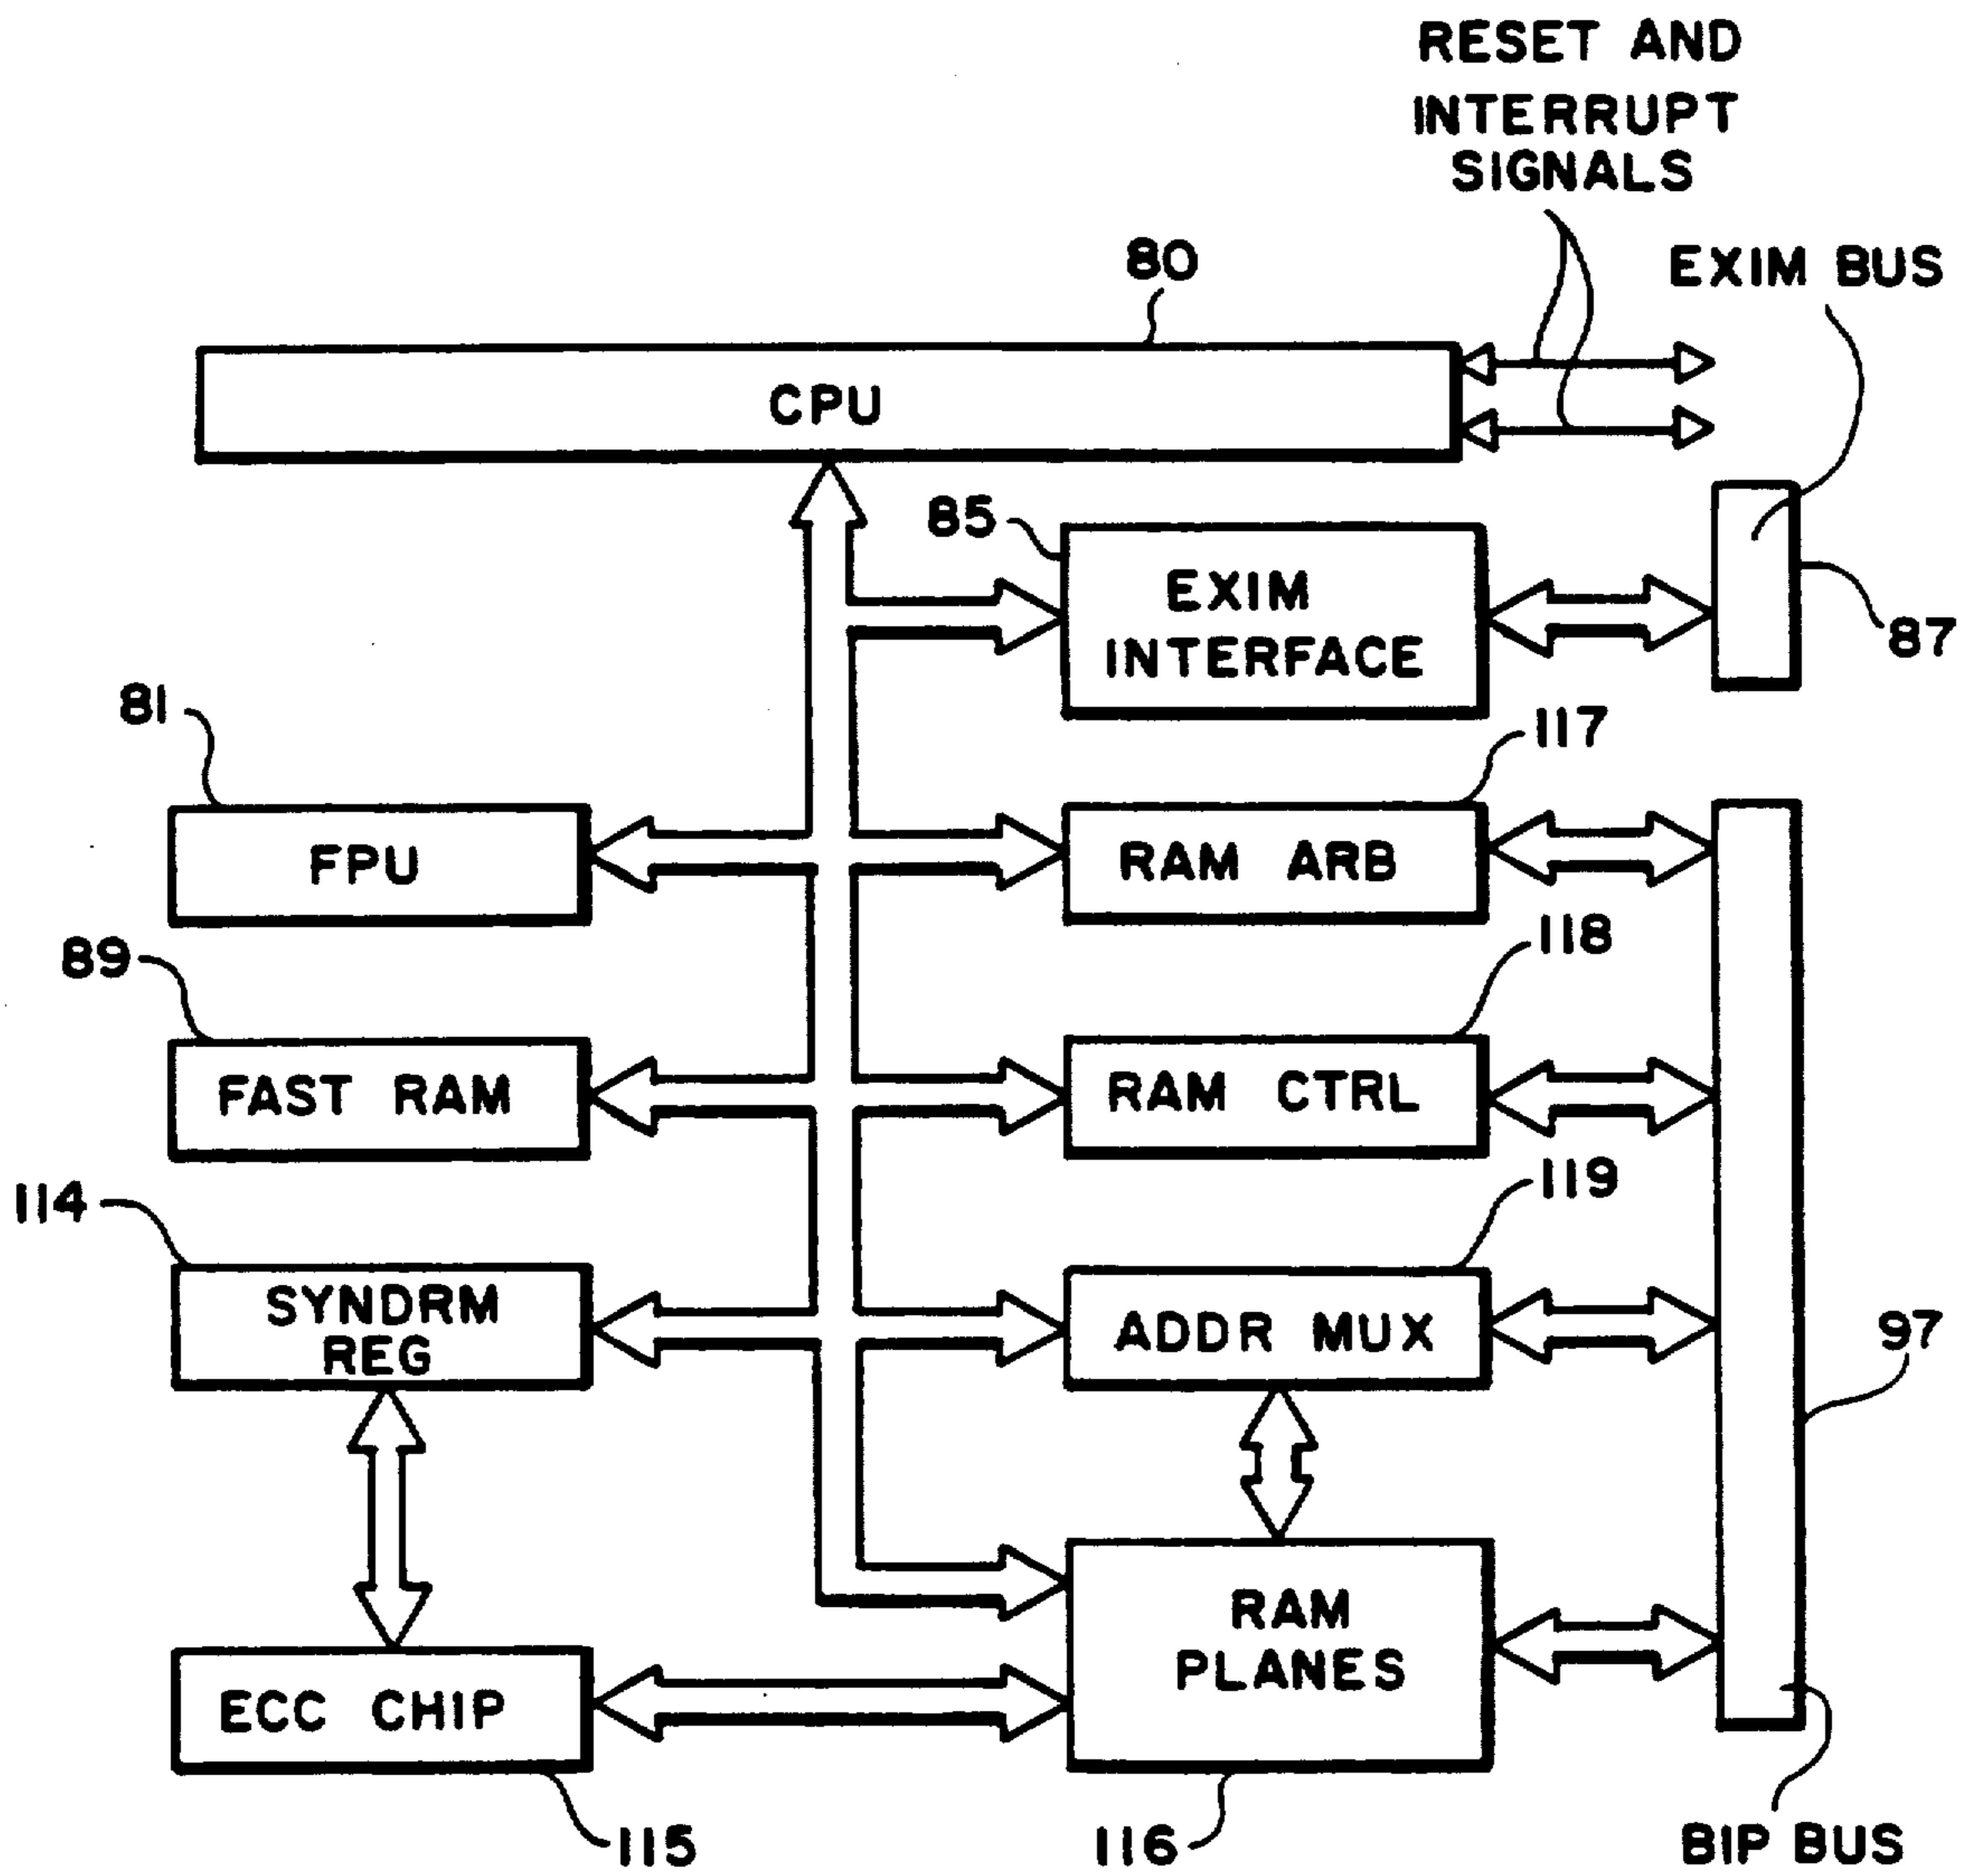 RESET AND
INTERRUPT
SIGNALS
80
EXIM BUS
CPU
85
EXIM
INTERFACE
87
81
117
FPU
RAM ARB
89
118
FAST RAM
RAM CTRL
114
119
SYNDRM
REG
ADDR MUX
97
RAM
PLANES
ECC CHIP
115
116
BIP BUS